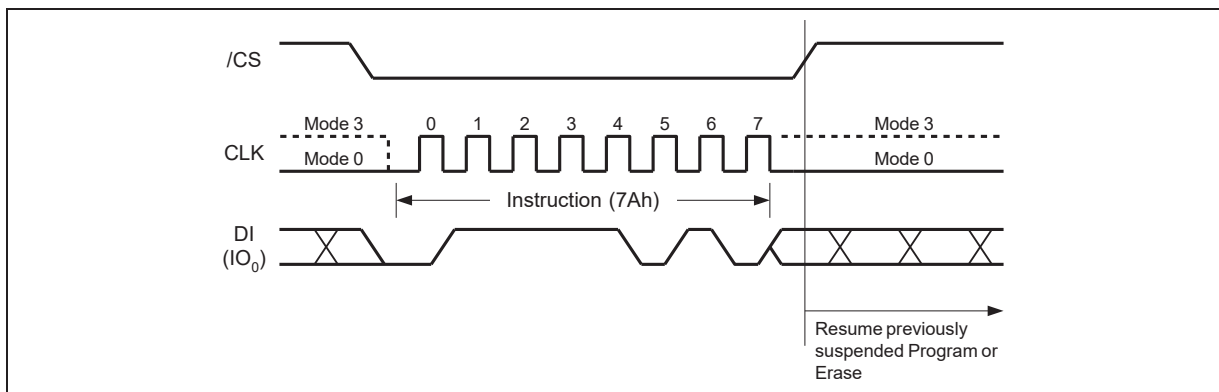 /CS
Mode 3 0 1 2 3 4 5 6 7 Mode 3
CLK
Mode 0 Mode 0
Instruction (7Ah)
DI
(IO₀)
Resume previously
suspended Program or
Erase